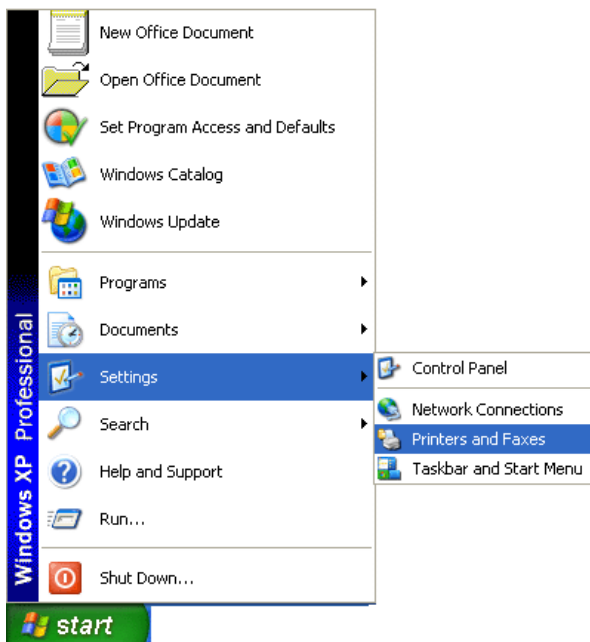 New Office Document
Open Office Document
Set Program Access and Defaults
Windows Catalog
Windows Update
Programs
Documents
Settings
Search
Help and Support
Run...
Shut Down...
Control Panel
Network Connections
Printers and Faxes
Taskbar and Start Menu
Windows XP Professional
start